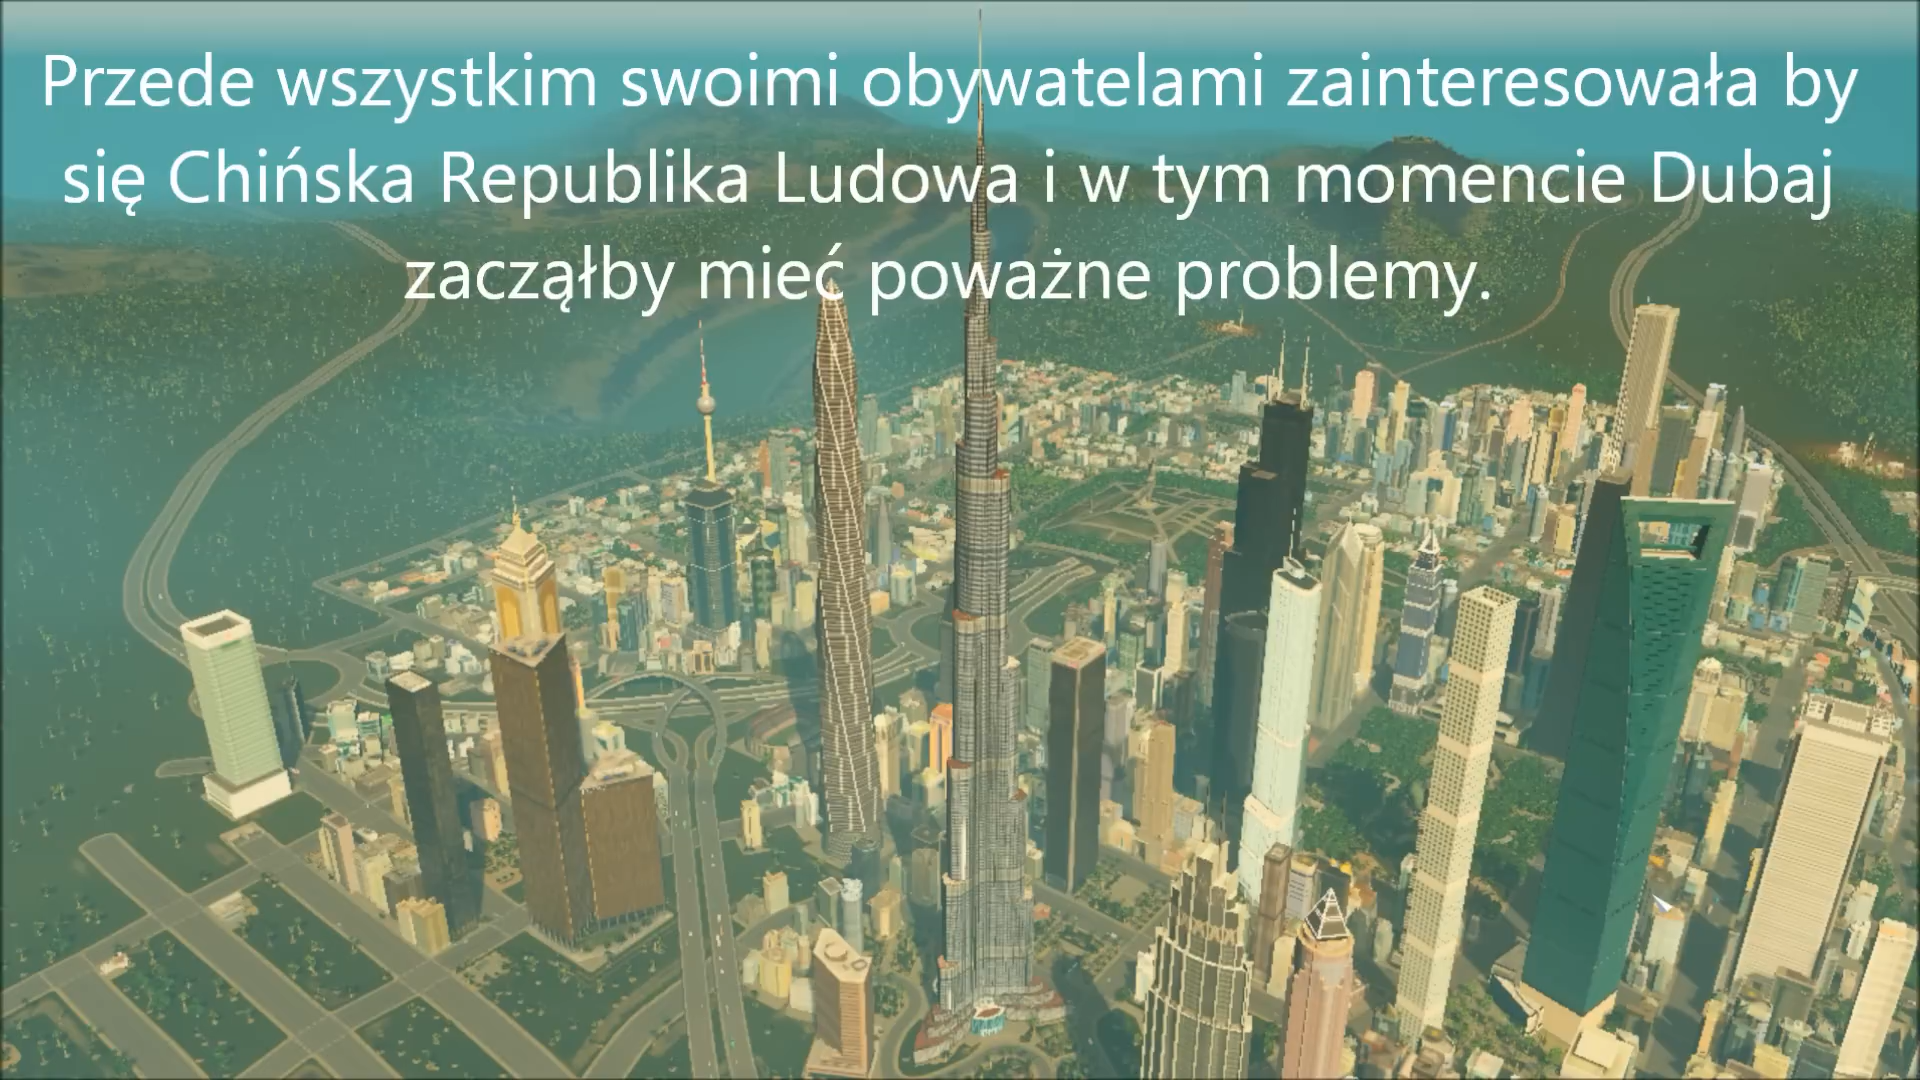 Przede wszystkim swoimi obywatelami zainteresowała by
się Chińska Republika Ludowa i w tym momencie Dubaj
zacząłby mieć poważne problemy.